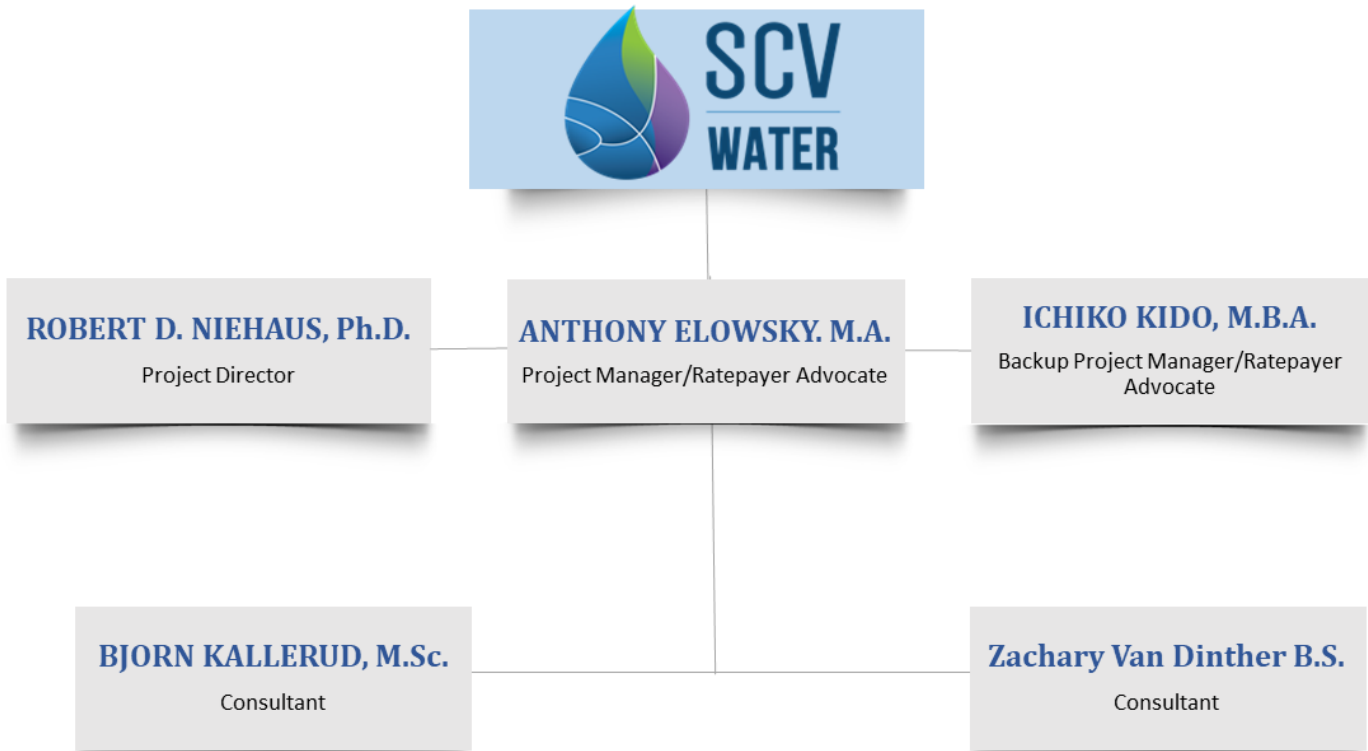 SCV
WATER
ROBERT D. NIEHAUS, Ph.D.
Project Director
ANTHONY ELOWSKY. M.A.
Project Manager/Ratepayer Advocate
ICHIKO KIDO, M.B.A.
Backup Project Manager/Ratepayer
Advocate
BJORN KALLERUD, M.Sc.
Consultant
Zachary Van Dinther B.S.
Consultant